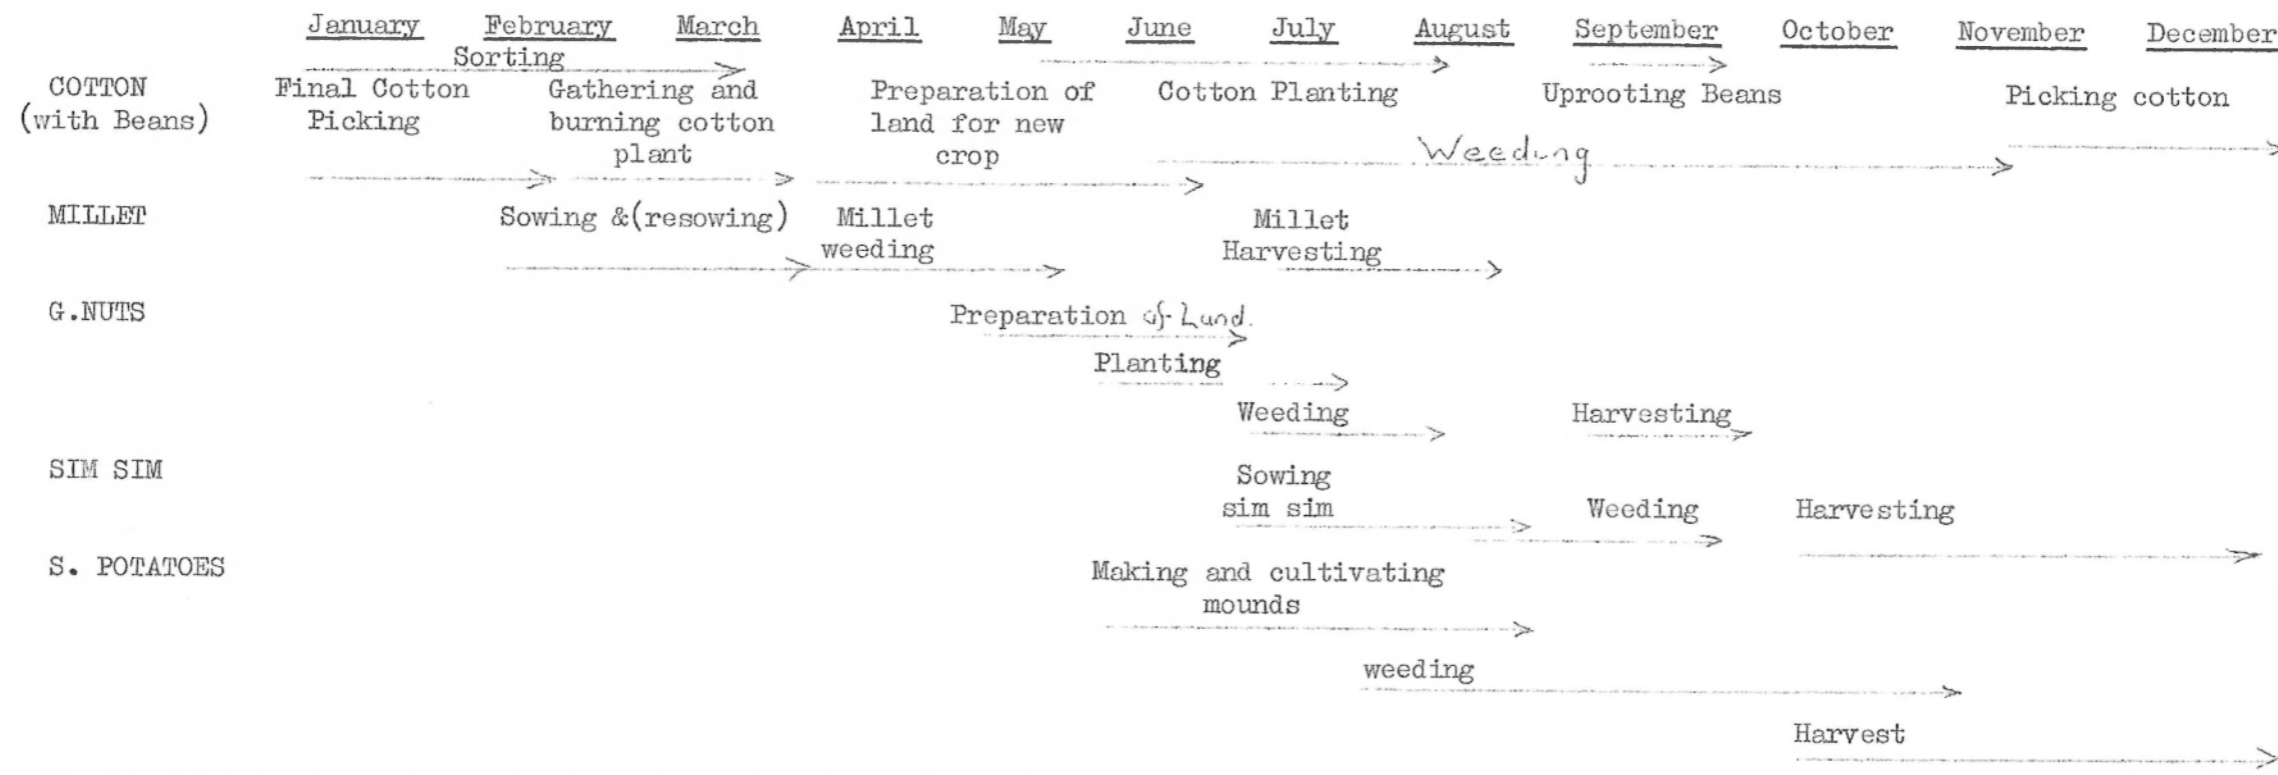 January February March April May June July August September October November December
Sorting
COTTON Final Cotton Gathering and Preparation of Cotton Planting Uprooting Beans Picking cotton
(with Beans) Picking burning cotton land for new
plant crop Weeding
MILLET Sowing &(resowing) Millet Millet
weeding Harvesting
G.NUTS Preparation of Land.
Planting
Weeding Harvesting
SIM SIM Sowing
sim sim Weeding Harvesting
S. POTATOES Making and cultivating
mounds
weeding
Harvest